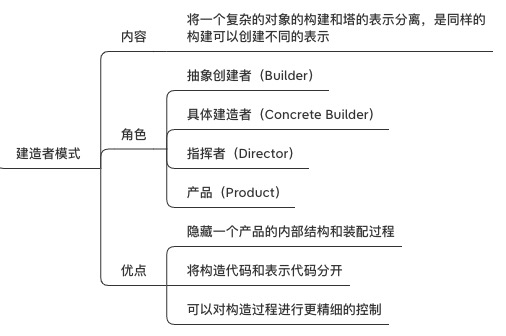 将一个复杂的对象的构建和塔的表示分离，是同样的
构建可以创建不同的表示
内容
抽象创建者（Builder）
具体建造者（Concrete Builder）
角色
建造者模式
指挥者（Director）
产品（Product）
隐藏一个产品的内部结构和装配过程
优点
将构造代码和表示代码分开
可以对构造过程进行更精细的控制